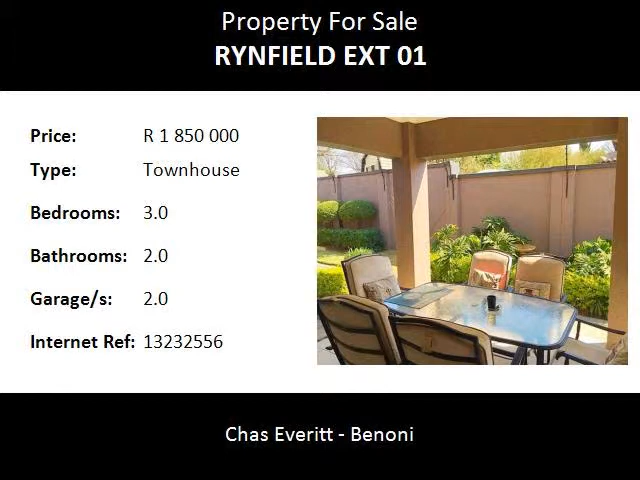 Property For Sale
RYNFIELD EXT 01
Price: R 1 850 000
Type: Townhouse
Bedrooms: 3.0
Bathrooms: 2.0
Garage/s: 2.0
Internet Ref: 13232556
Chas Everitt - Benoni